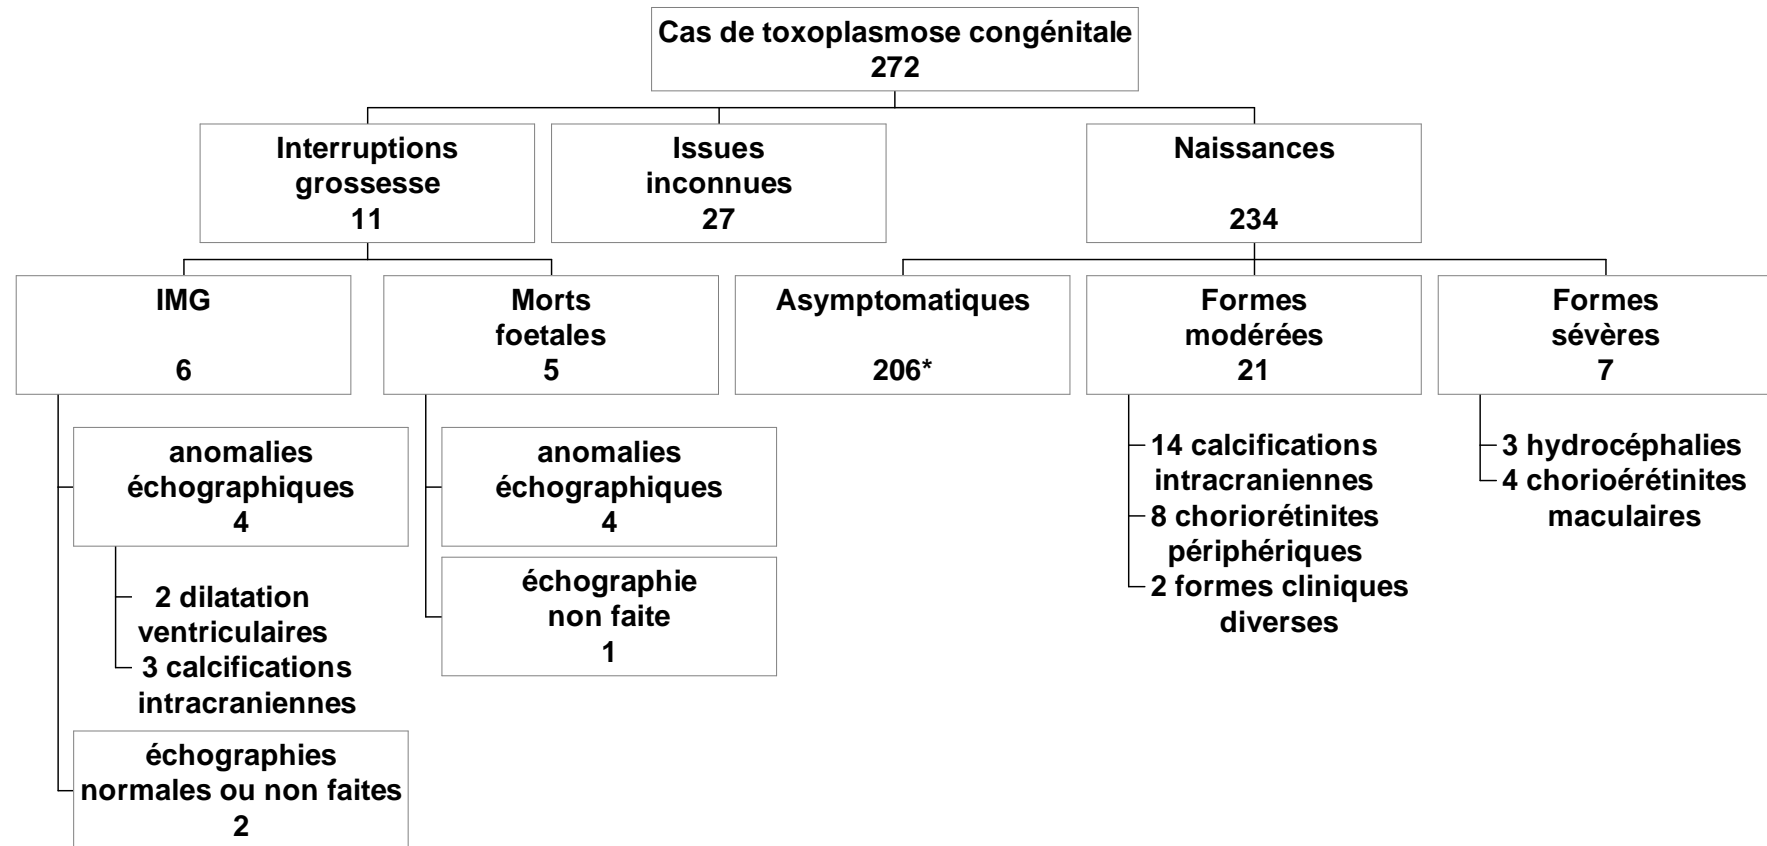 Cas de toxoplasmose congénitale
272
Interruptions
grossesse
11
Issues
inconnues
27
Naissances
234
IMG
6
Morts
foetales
5
Asymptomatiques
206*
Formes
modérées
21
Formes
sévères
7
anomalies
échographiques
4
2 dilatation
ventriculaires
3 calcifications
intracraniennes
échographies
normales ou non faites
2
anomalies
échographiques
4
échographie
non faite
1
14 calcifications
intracraniennes
8 choriorétinites
périphériques
2 formes cliniques
diverses
3 hydrocéphalies
4 chorioérétinites
maculaires